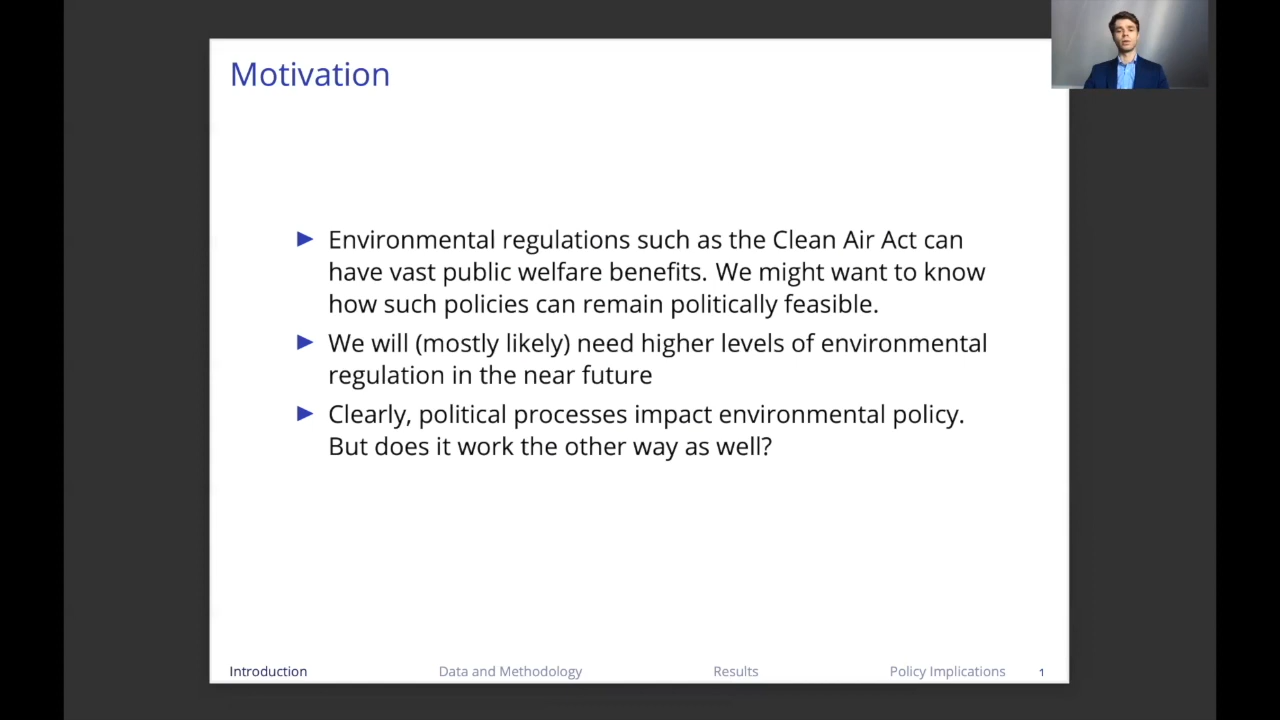 Motivation
Environmental regulations such as the Clean Air Act can
have vast public welfare benefits. We might want to know
how such policies can remain politically feasible.
We will (mostly likely) need higher levels of environmental
regulation in the near future
Clearly, political processes impact environmental policy.
But does it work the other way as well?
Introduction Data and Methodology Results Policy Implications 1